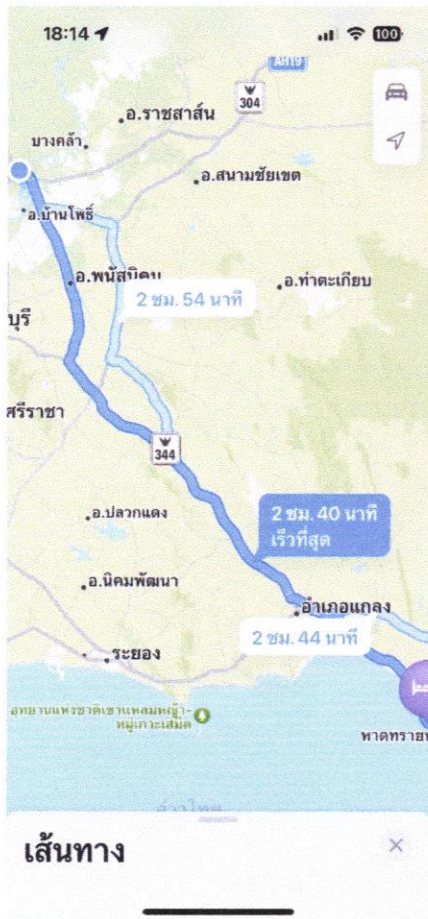 18:14
100
AH19
304
อ.ราชสาส์น
บางคล้า
อ.สนามชัยเขต
อ.บ้านโพธิ์
อ.พนัสนิคม
อ.ท่าตะเกียบ
2 ชม. 54 นาที
บุรี
ศรีราชา
344
อ.ปลวกแดง
2 ชม. 40 นาที
เร็วที่สุด
อ.นิคมพัฒนา
อำเภอแกลง
2 ชม. 44 นาที
ระยอง
อุทยานแห่งชาติเขาแหลมหญ้า-
หมู่เกาะเสม็ด
หาดทราย
อ่าวไทย
เส้นทาง